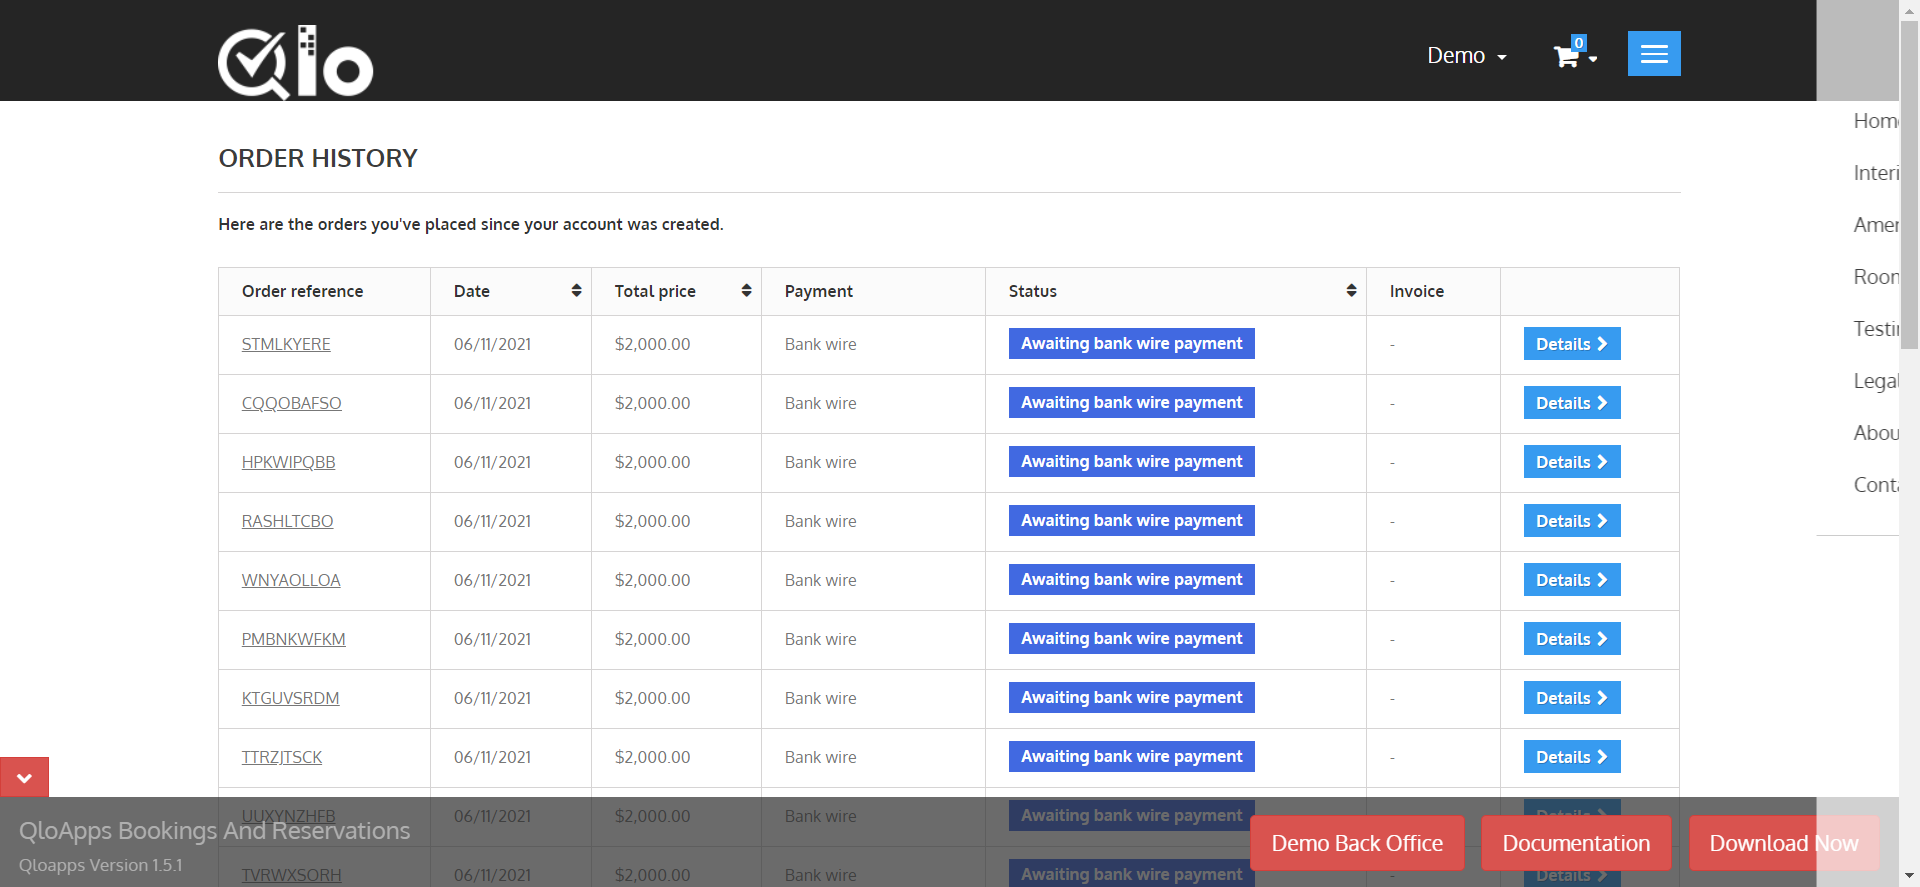 Qlo
Demo
0
ORDER HISTORY
Here are the orders you've placed since your account was created.
Order reference Date Total price Payment Status Invoice
STMLKYERE 06/11/2021 $2,000.00 Bank wire Awaiting bank wire payment - Details
CQQOBAFSO 06/11/2021 $2,000.00 Bank wire Awaiting bank wire payment - Details
HPKWIPQBB 06/11/2021 $2,000.00 Bank wire Awaiting bank wire payment - Details
RASHLTCBO 06/11/2021 $2,000.00 Bank wire Awaiting bank wire payment - Details
WNYAOLLOA 06/11/2021 $2,000.00 Bank wire Awaiting bank wire payment - Details
PMBNKWFKM 06/11/2021 $2,000.00 Bank wire Awaiting bank wire payment - Details
KTGUVSRDM 06/11/2021 $2,000.00 Bank wire Awaiting bank wire payment - Details
TTRZJTSCK 06/11/2021 $2,000.00 Bank wire Awaiting bank wire payment - Details
UUXYNZHFB 06/11/2021 $2,000.00 Bank wire Awaiting bank wire payment Details
TVRWXSORH 06/11/2021 $2,000.00 Bank wire Awaiting bank wire payment Details
Hom
Interi
Amer
Roon
Testi
Legal
Abou
Conta
QloApps Bookings And Reservations
Qloapps Version 1.5.1
Demo Back Office
Documentation
Download Now